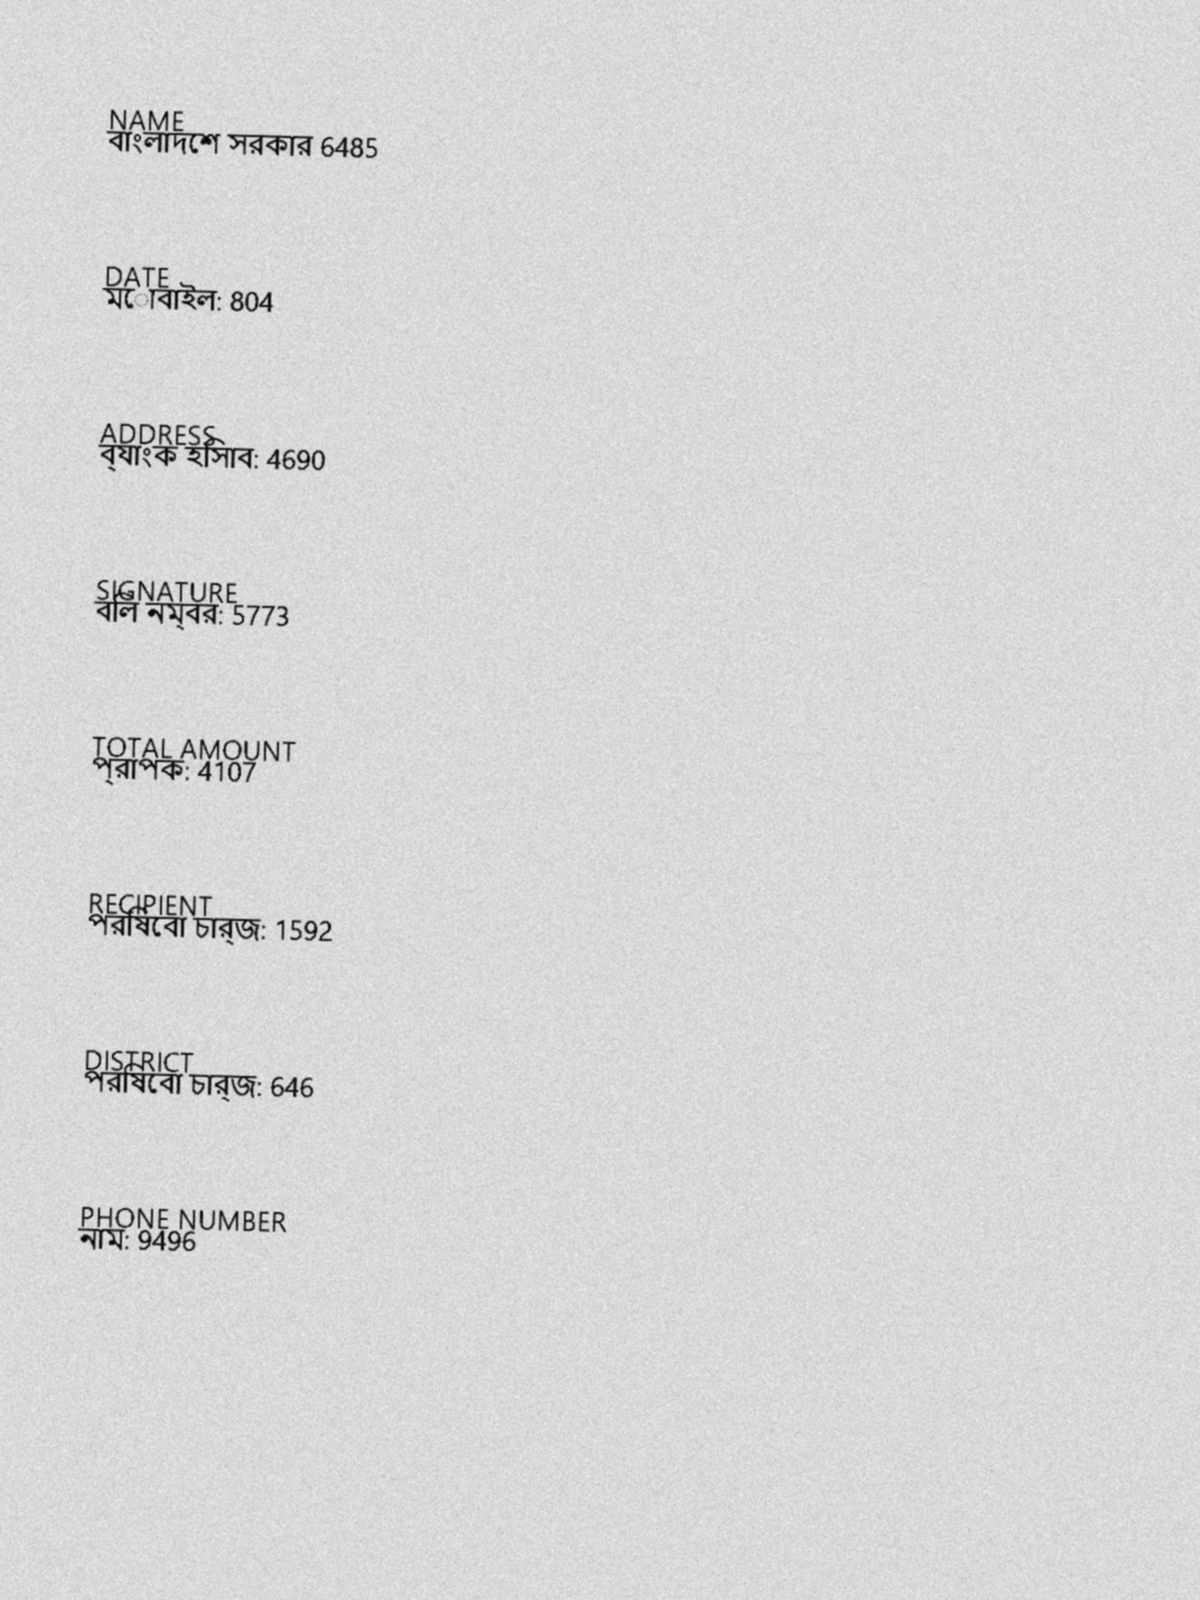 NAME
বাংলাদেশ সরকার 6485
DATE
মোবাইল: 804
ADDRESS
ব্যাংক হিসাব: 4690
SIGNATURE
বিল নম্বর: 5773
TOTAL AMOUNT
প্রাপক: 4107
RECIPIENT
পরিষেবা চার্জ: 1592
DISTRICT
পরিষেবা চার্জ: 646
PHONE NUMBER
নাম: 9496